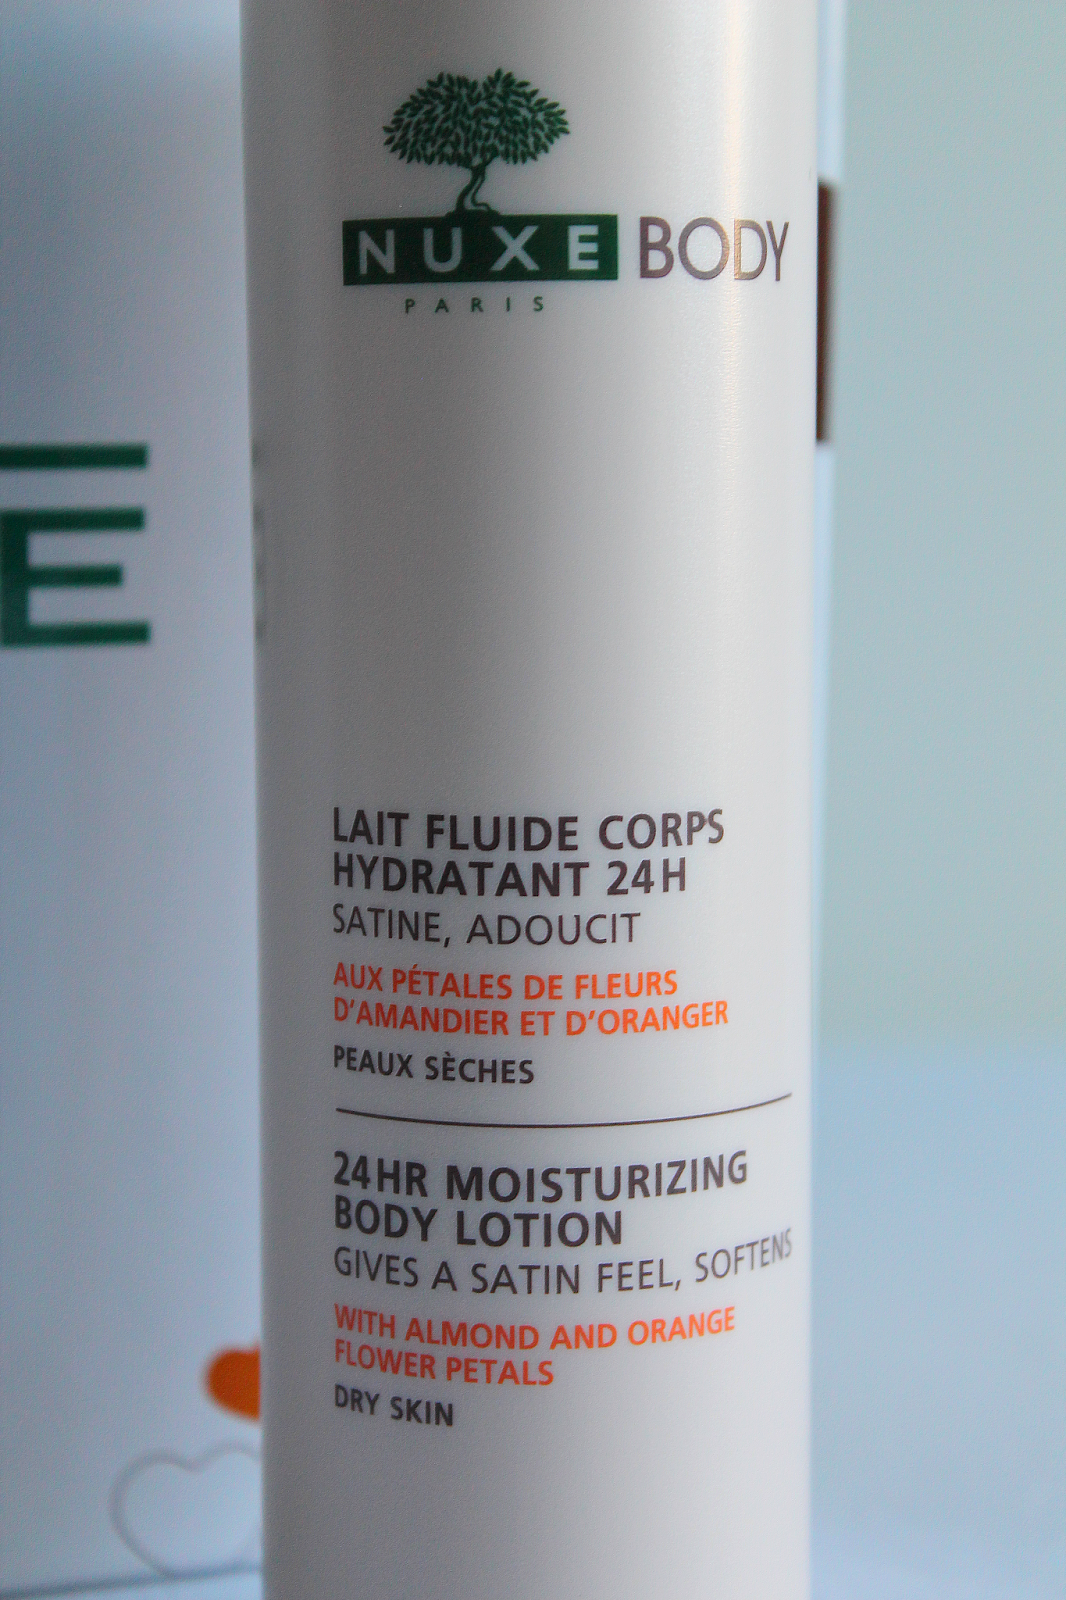 NUXE BODY
PARIS
E
LAIT FLUIDE CORPS
HYDRATANT 24H
SATINE, ADOUCIT
AUX PÉTALES DE FLEURS
D'AMANDIER ET D'ORANGER
PEAUX SÈCHES
24HR MOISTURIZING
BODY LOTION
GIVES A SATIN FEEL, SOFTENS
WITH ALMOND AND ORANGE
FLOWER PETALS
DRY SKIN